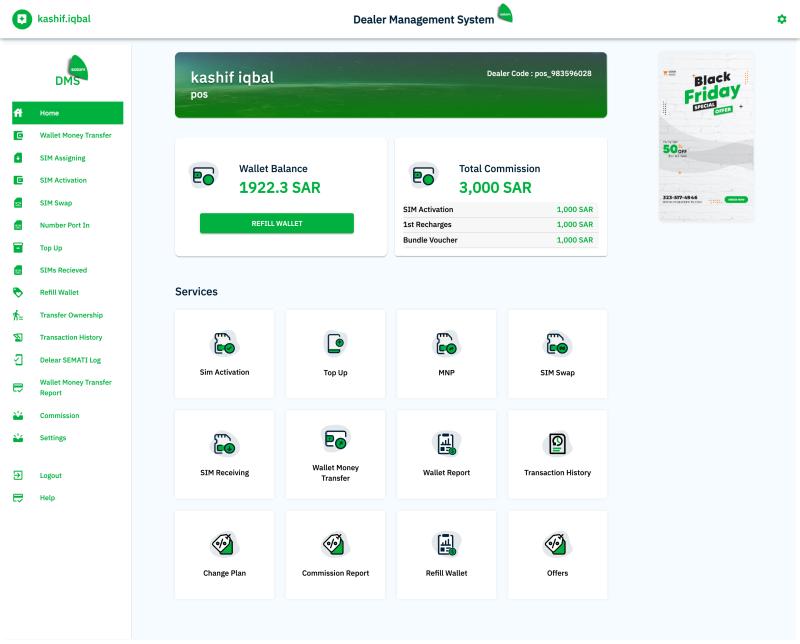 kashif.iqbal
Dealer Management System
DMS
Home
Wallet Money Transfer
SIM Assigning
SIM Activation
SIM Swap
Number Port In
Top Up
SIMs Recieved
Refill Wallet
Transfer Ownership
Transaction History
Delear SEMATI Log
Wallet Money Transfer
Report
Commission
Settings
Logout
Help
kashif iqbal
pos
Dealer Code : pos_983596028
Wallet Balance
1922.3 SAR
REFILL WALLET
Total Commission
3,000 SAR
SIM Activation 1,000 SAR
1st Recharges 1,000 SAR
Bundle Voucher 1,000 SAR
Services
Sim Activation
Top Up
MNP
SIM Swap
SIM Receiving
Wallet Money
Transfer
Wallet Report
Transaction History
Change Plan
Commission Report
Refill Wallet
Offers
Black
Friday
SPECIAL
OFFER
50% OFF
323-517-4946